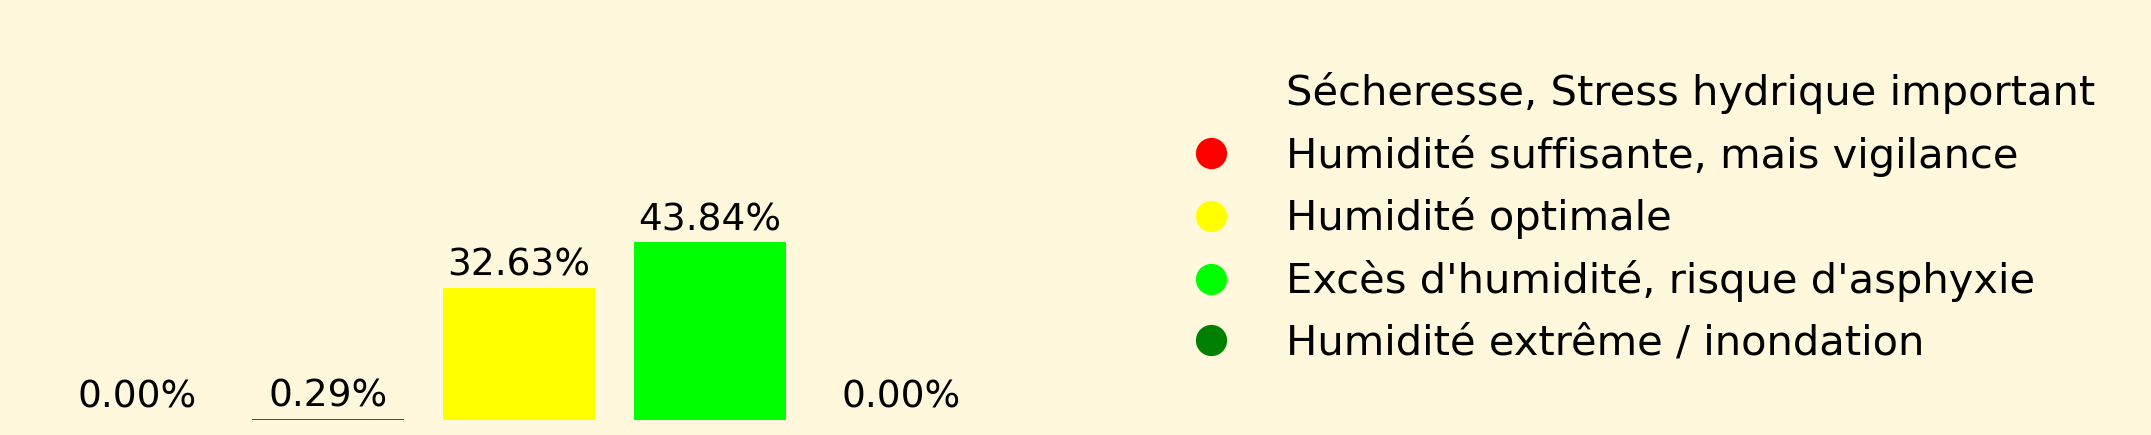 0.00%
0.29%
32.63%
43.84%
0.00%
Sécheresse, Stress hydrique important
Humidité suffisante, mais vigilance
Humidité optimale
Excès d'humidité, risque d'asphyxie
Humidité extrême / inondation